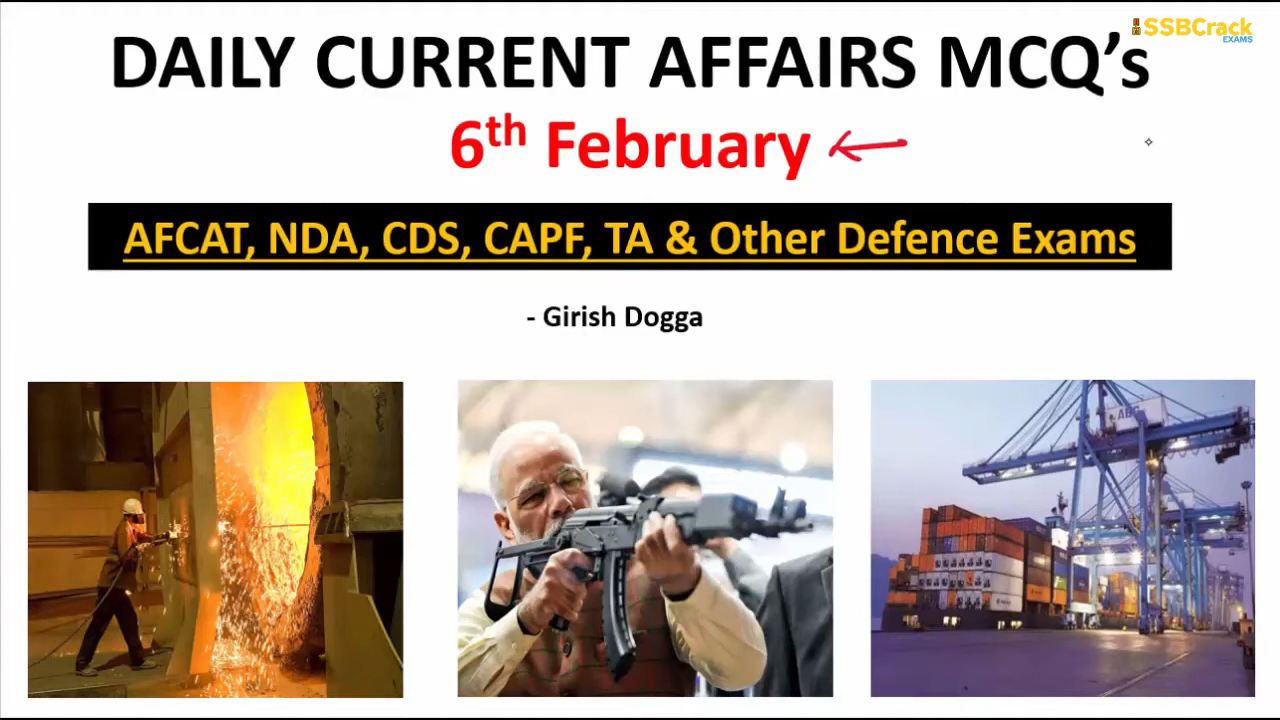 SSBCrack
EXAMS
DAILY CURRENT AFFAIRS MCQ’s
6th February
AFCAT, NDA, CDS, CAPF, TA & Other Defence Exams
- Girish Dogga